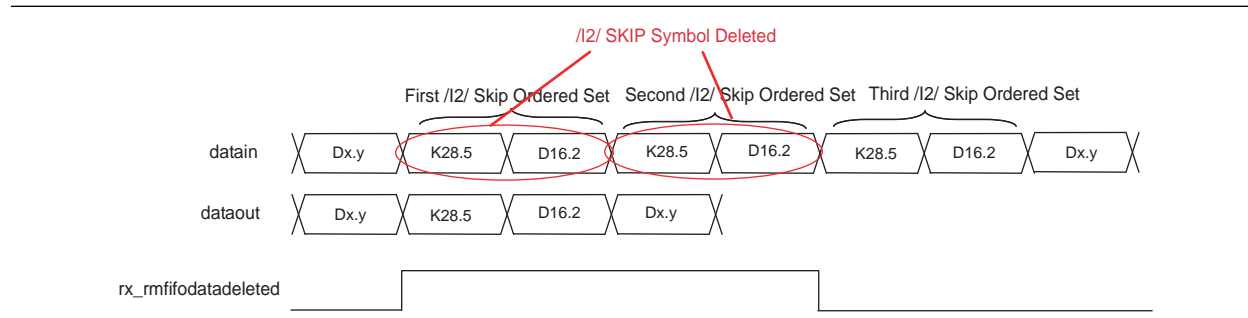 /I2/ SKIP Symbol Deleted
First /I2/ Skip Ordered Set Second /I2/ Skip Ordered Set Third /I2/ Skip Ordered Set
datain Dx.y K28.5 D16.2 K28.5 D16.2 K28.5 D16.2 Dx.y
dataout Dx.y K28.5 D16.2 Dx.y
rx_rmfifodatadeleted